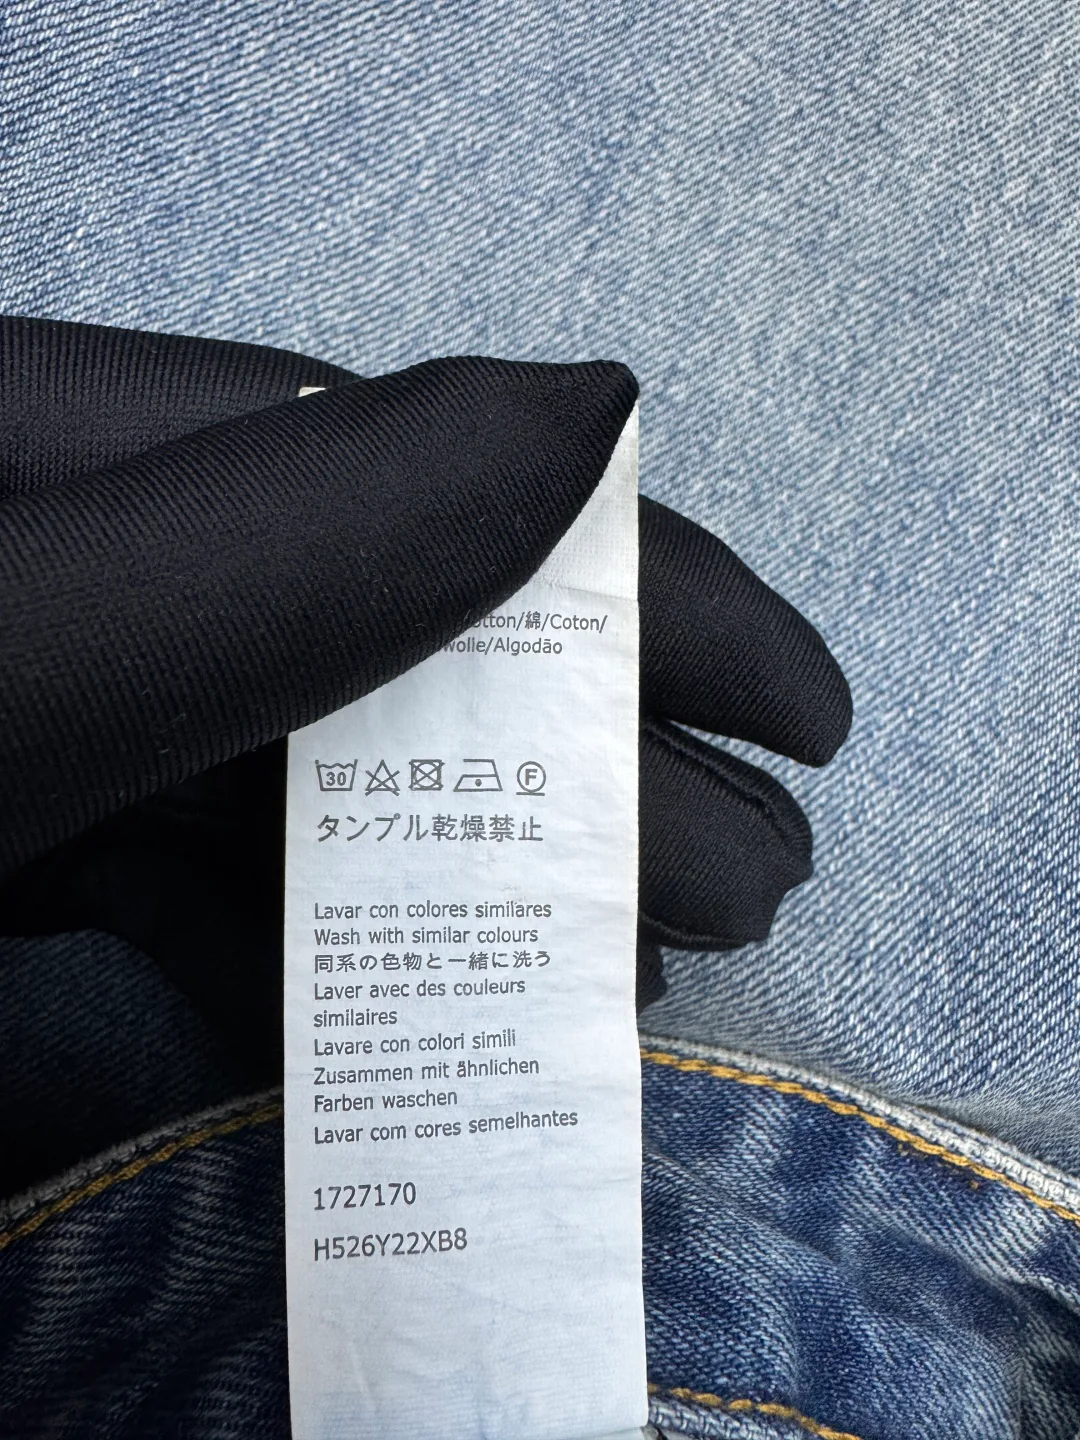 /綿/Coton/
/Algodão
30 F
タンプル乾燥禁止
Lavar con colores similares
Wash with similar colours
同系の色物と一緒に洗う
Laver avec des couleurs
similaires
Lavare con colori simili
Zusammen mit ähnlichen
Farben waschen
Lavar com cores semelhantes
1727170
H526Y22XB8